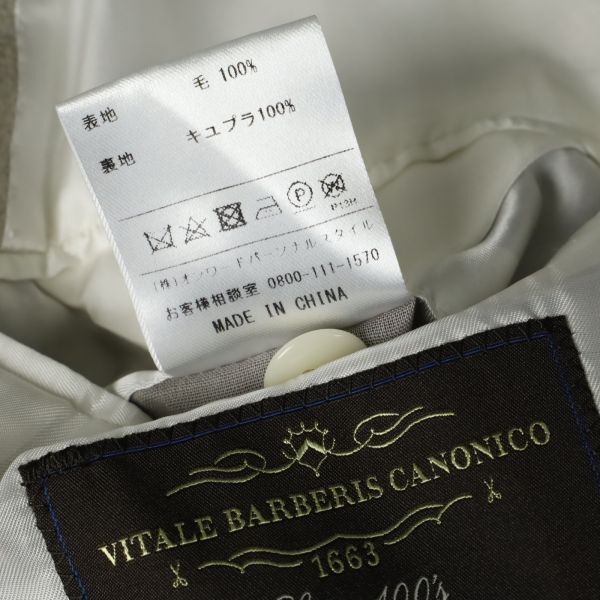 表地 毛 100%
裏地 キュプラ100%
P
(株)オンワードパーソナルスタイル
お客様相談室 0800-111-1570
MADE IN CHINA
VITALE BARBERIS CANONICO
1663
100's